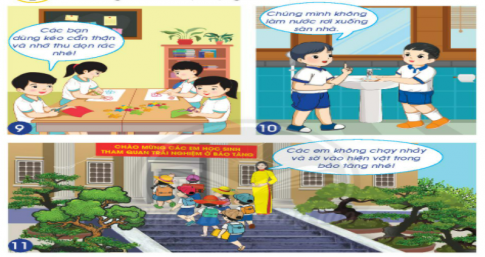 Các bạn
dùng kéo cẩn thận
và nhớ thu dọn rác
nhé!
9
Chúng mình không
làm nước rơi xuống
sàn nhà.
10
CHÀO MỪNG CÁC EM HỌC SINH
THAM QUAN TRẢI NGHIỆM Ở BẢO TÀNG
Các em không chạy nhảy
và sờ vào hiện vật trong
bảo tàng nhé!
11